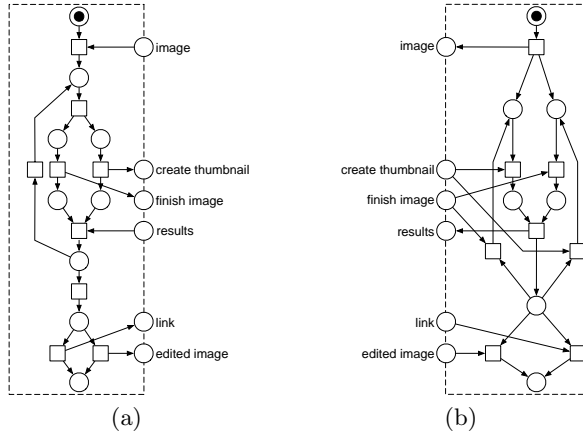 image
create thumbnail
finish image
results
link
edited image
(a)
image
create thumbnail
finish image
results
link
edited image
(b)